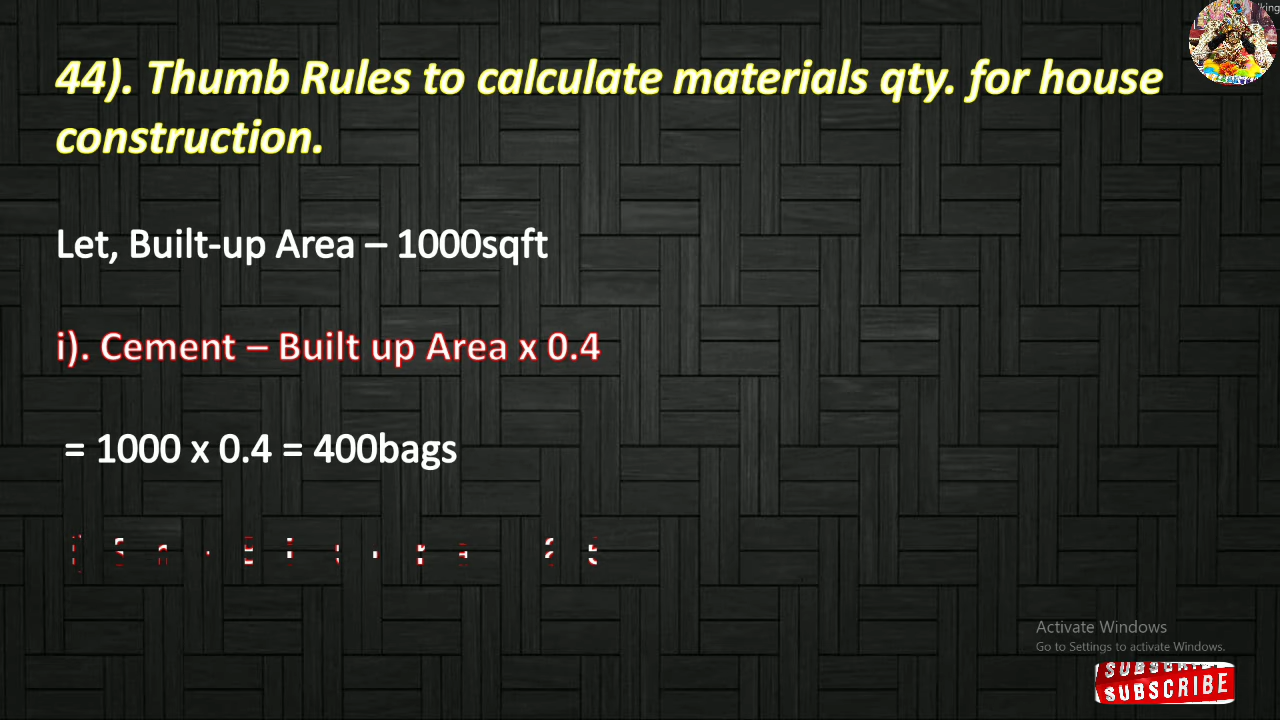 44). Thumb Rules to calculate materials qty. for house
construction.
Let, Built-up Area – 1000sqft
i). Cement – Built up Area x 0.4
= 1000 x 0.4 = 400bags
Activate Windows
Go to Settings to activate Windows.
SUBSCRIBE